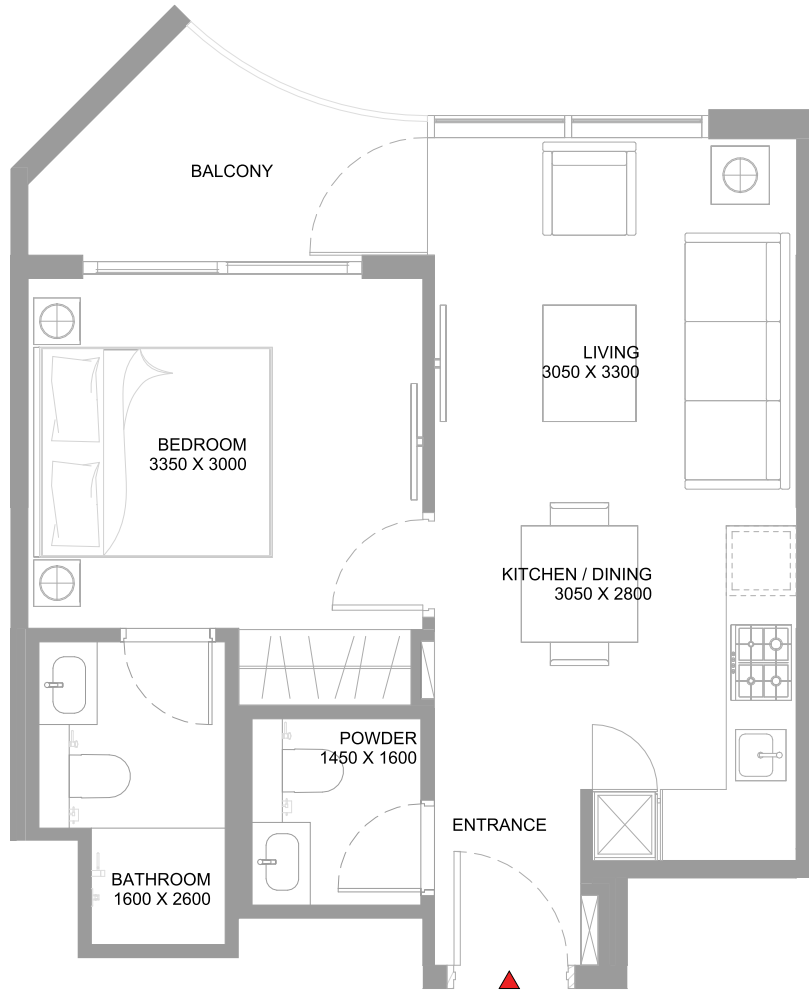 BALCONY
LIVING
3050 X 3300
BEDROOM
3350 X 3000
KITCHEN / DINING
3050 X 2800
POWDER
1450 X 1600
ENTRANCE
BATHROOM
1600 X 2600